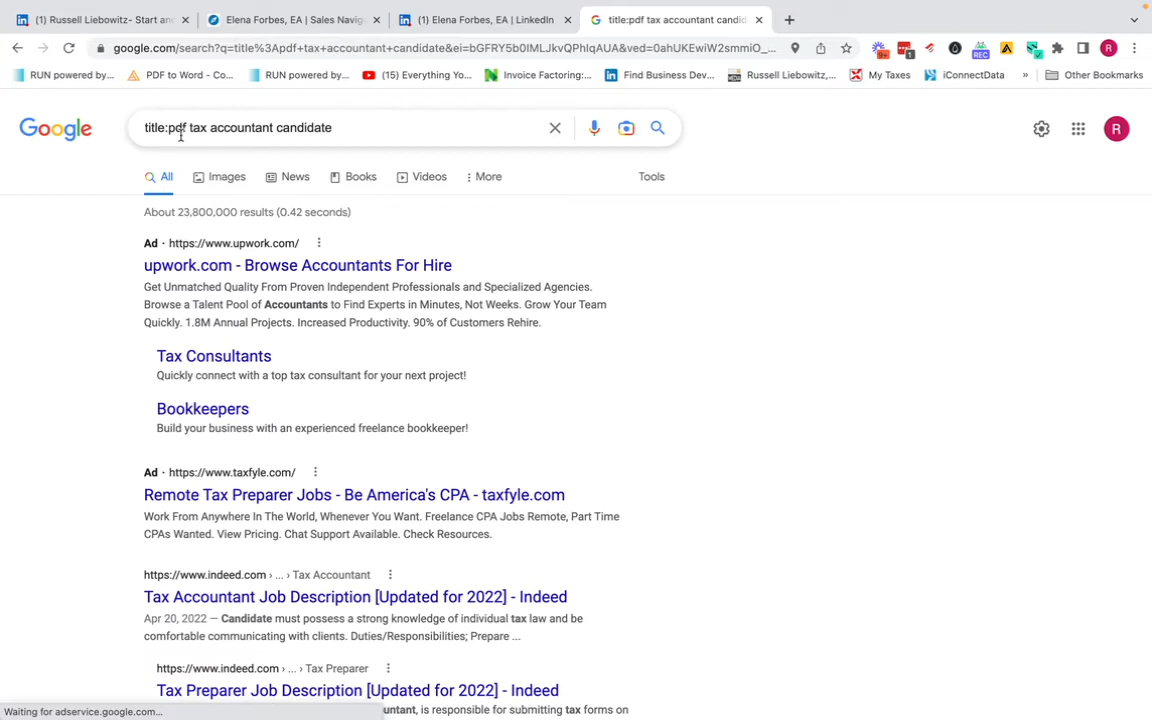 (1) Russell Liebowitz- Start and
Elena Forbes, EA | Sales Navig
(1) Elena Forbes, EA | LinkedIn
title:pdf tax accountant candid
google.com/search?q=title%3Apdf+tax+accountant+candidate&ei=bGFRY5b0IMLJkvQPhIqAUA&ved=0ahUKEwiW2smmiO_...
9+
1
REC
R
RUN powered by...
PDF to Word - Co...
RUN powered by...
(15) Everything Yo...
Invoice Factoring:...
Find Business Dev...
Russell Liebowitz,...
My Taxes
iConnectData
»
Other Bookmarks
Google
title:pdf tax accountant candidate
R
All
Images
News
Books
Videos
More
Tools
About 23,800,000 results (0.42 seconds)
Ad · https://www.upwork.com/
upwork.com - Browse Accountants For Hire
Get Unmatched Quality From Proven Independent Professionals and Specialized Agencies.
Browse a Talent Pool of Accountants to Find Experts in Minutes, Not Weeks. Grow Your Team
Quickly. 1.8M Annual Projects. Increased Productivity. 90% of Customers Rehire.
Tax Consultants
Quickly connect with a top tax consultant for your next project!
Bookkeepers
Build your business with an experienced freelance bookkeeper!
Ad · https://www.taxfyle.com/
Remote Tax Preparer Jobs - Be America's CPA - taxfyle.com
Work From Anywhere In The World, Whenever You Want. Freelance CPA Jobs Remote, Part Time
CPAs Wanted. View Pricing. Chat Support Available. Check Resources.
https://www.indeed.com › ... › Tax Accountant
Tax Accountant Job Description [Updated for 2022] - Indeed
Apr 20, 2022 — Candidate must possess a strong knowledge of individual tax law and be
comfortable communicating with clients. Duties/Responsibilities; Prepare ...
https://www.indeed.com › ... › Tax Preparer
Tax Preparer Job Description [Updated for 2022] - Indeed
untant, is responsible for submitting tax forms on
Waiting for adservice.google.com...